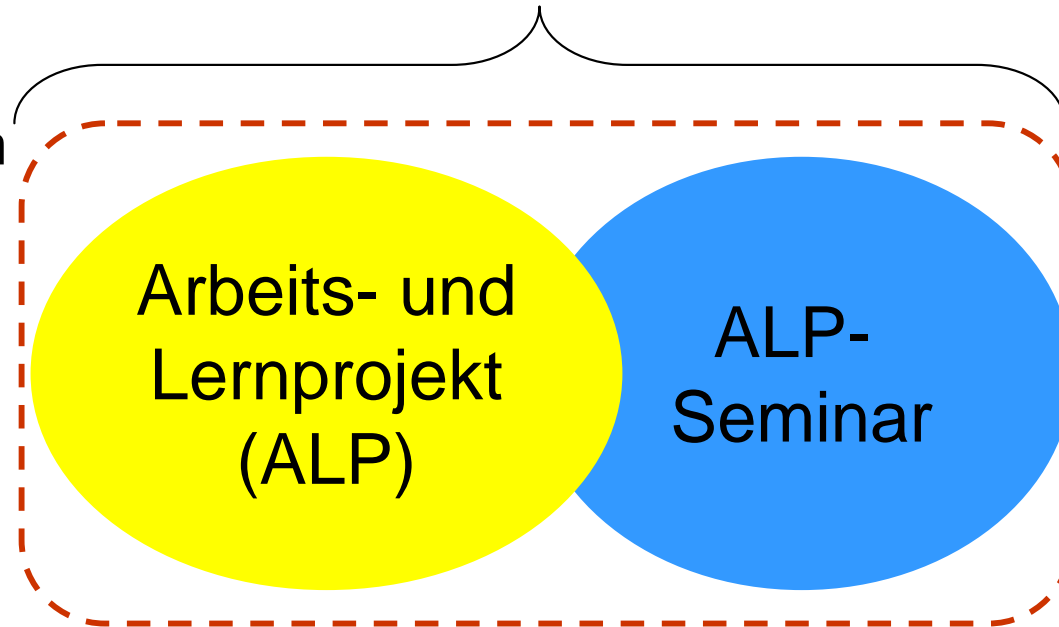 n
Arbeits- und
Lernprojekt
(ALP)
ALP-
Seminar